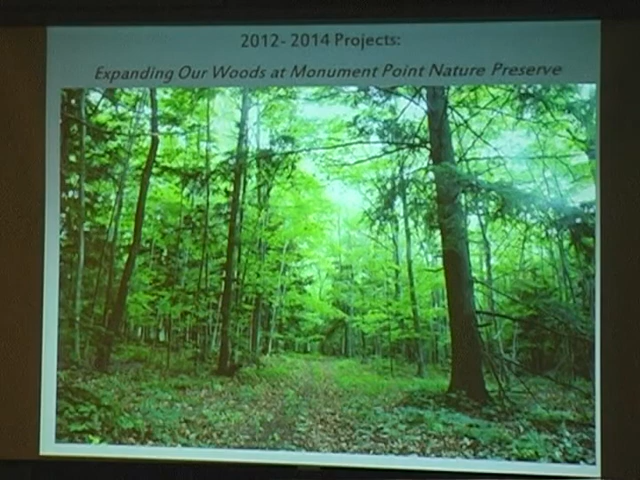 2012- 2014 Projects:
Expanding Our Woods at Monument Point Nature Preserve